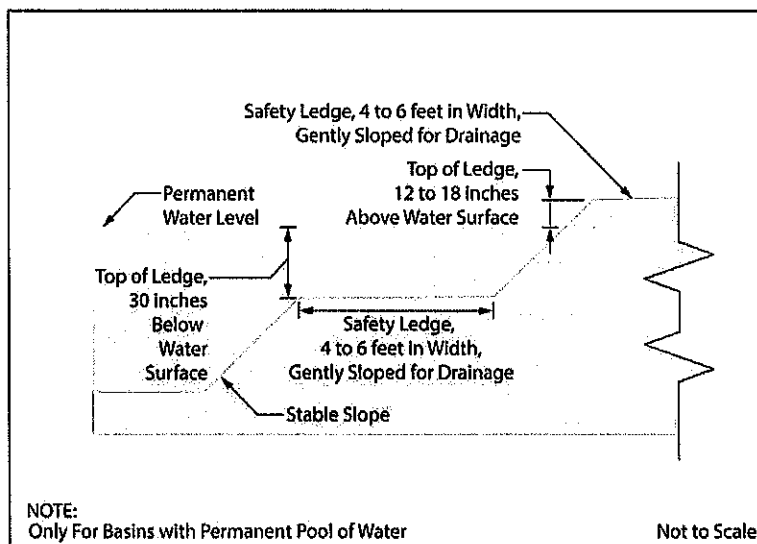 Safety Ledge, 4 to 6 feet in Width,
Gently Sloped for Drainage
Top of Ledge,
12 to 18 inches
Above Water Surface
Permanent
Water Level
Top of Ledge,
30 inches
Below
Water
Surface
Safety Ledge,
4 to 6 feet in Width,
Gently Sloped for Drainage
Stable Slope
NOTE:
Only For Basins with Permanent Pool of Water
Not to Scale